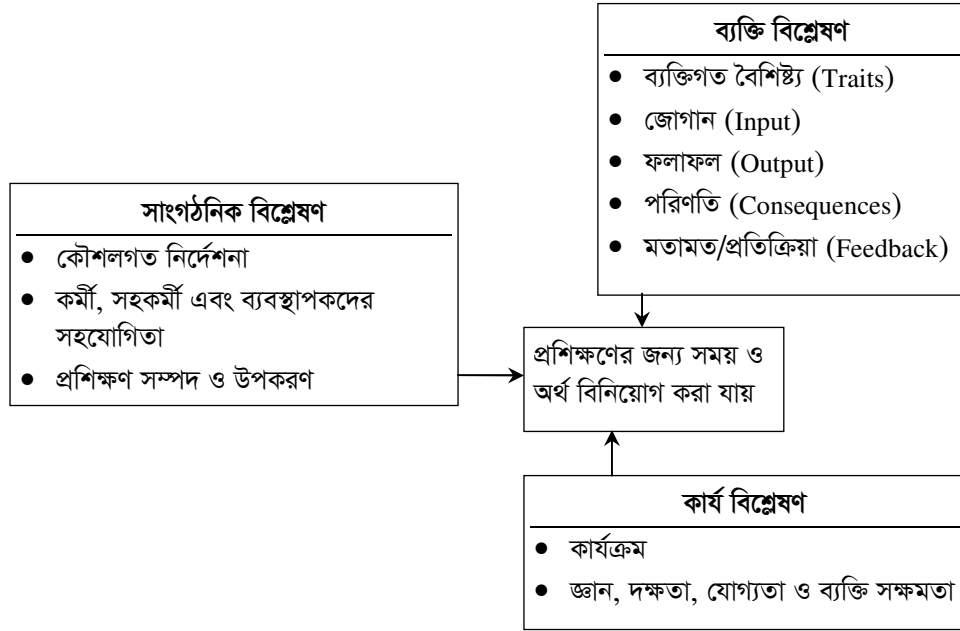 ব্যক্তি বিশ্লেষণ
● ব্যক্তিগত বৈশিষ্ট্য (Traits)
● জোগান (Input)
● ফলাফল (Output)
● পরিণতি (Consequences)
● মতামত/প্রতিক্রিয়া (Feedback)
সাংগঠনিক বিশ্লেষণ
● কৌশলগত নির্দেশনা
● কর্মী, সহকর্মী এবং ব্যবস্থাপকদের
সহযোগিতা
● প্রশিক্ষণ সম্পদ ও উপকরণ
প্রশিক্ষণের জন্য সময় ও
অর্থ বিনিয়োগ করা যায়
কার্য বিশ্লেষণ
● কার্যক্রম
● জ্ঞান, দক্ষতা, যোগ্যতা ও ব্যক্তি সক্ষমতা